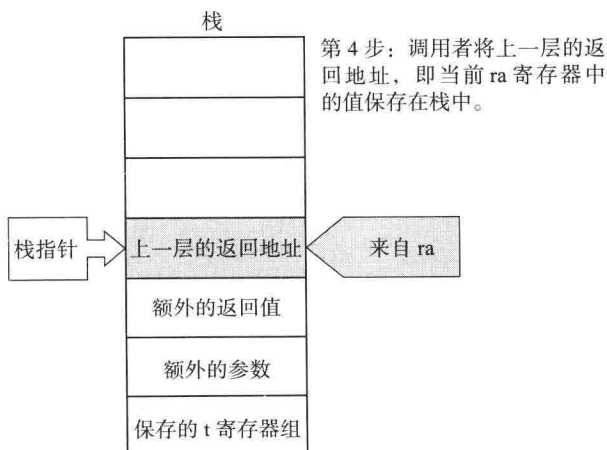 栈
第 4 步：调用者将上一层的返
回地址，即当前 ra 寄存器中
的值保存在栈中。
栈指针
上一层的返回地址
来自 ra
额外的返回值
额外的参数
保存的 t 寄存器组